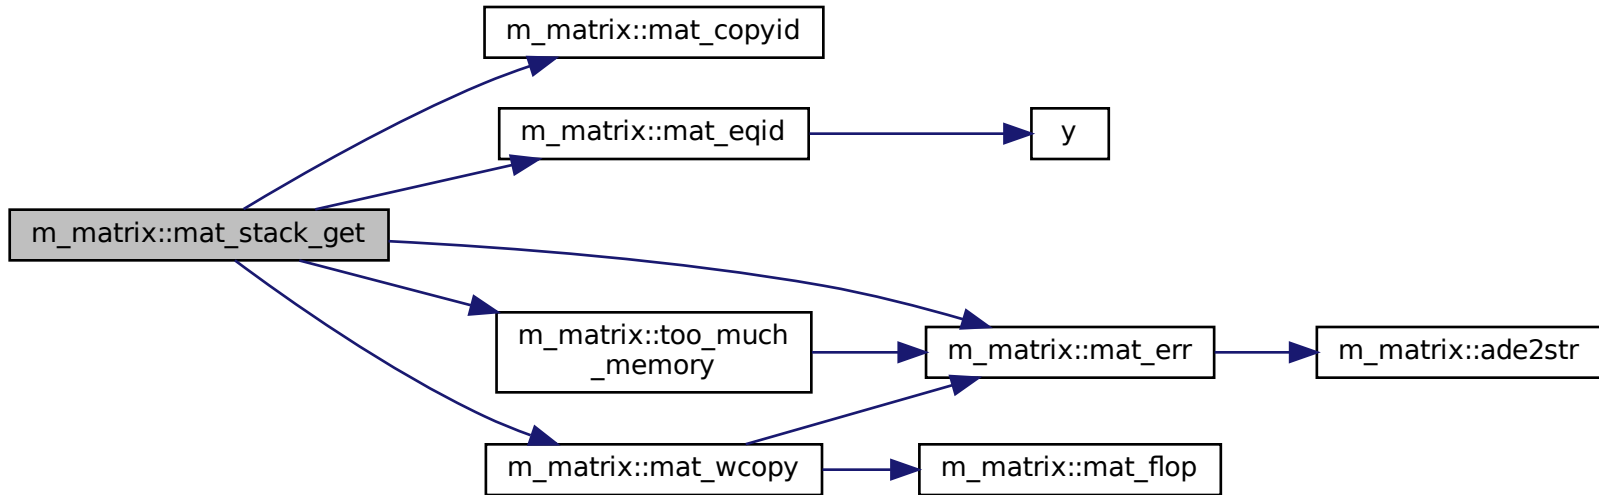 m_matrix::mat_copyid
m_matrix::mat_eqid
y
m_matrix::mat_stack_get
m_matrix::too_much
_memory
m_matrix::mat_err
m_matrix::ade2str
m_matrix::mat_wcopy
m_matrix::mat_flop